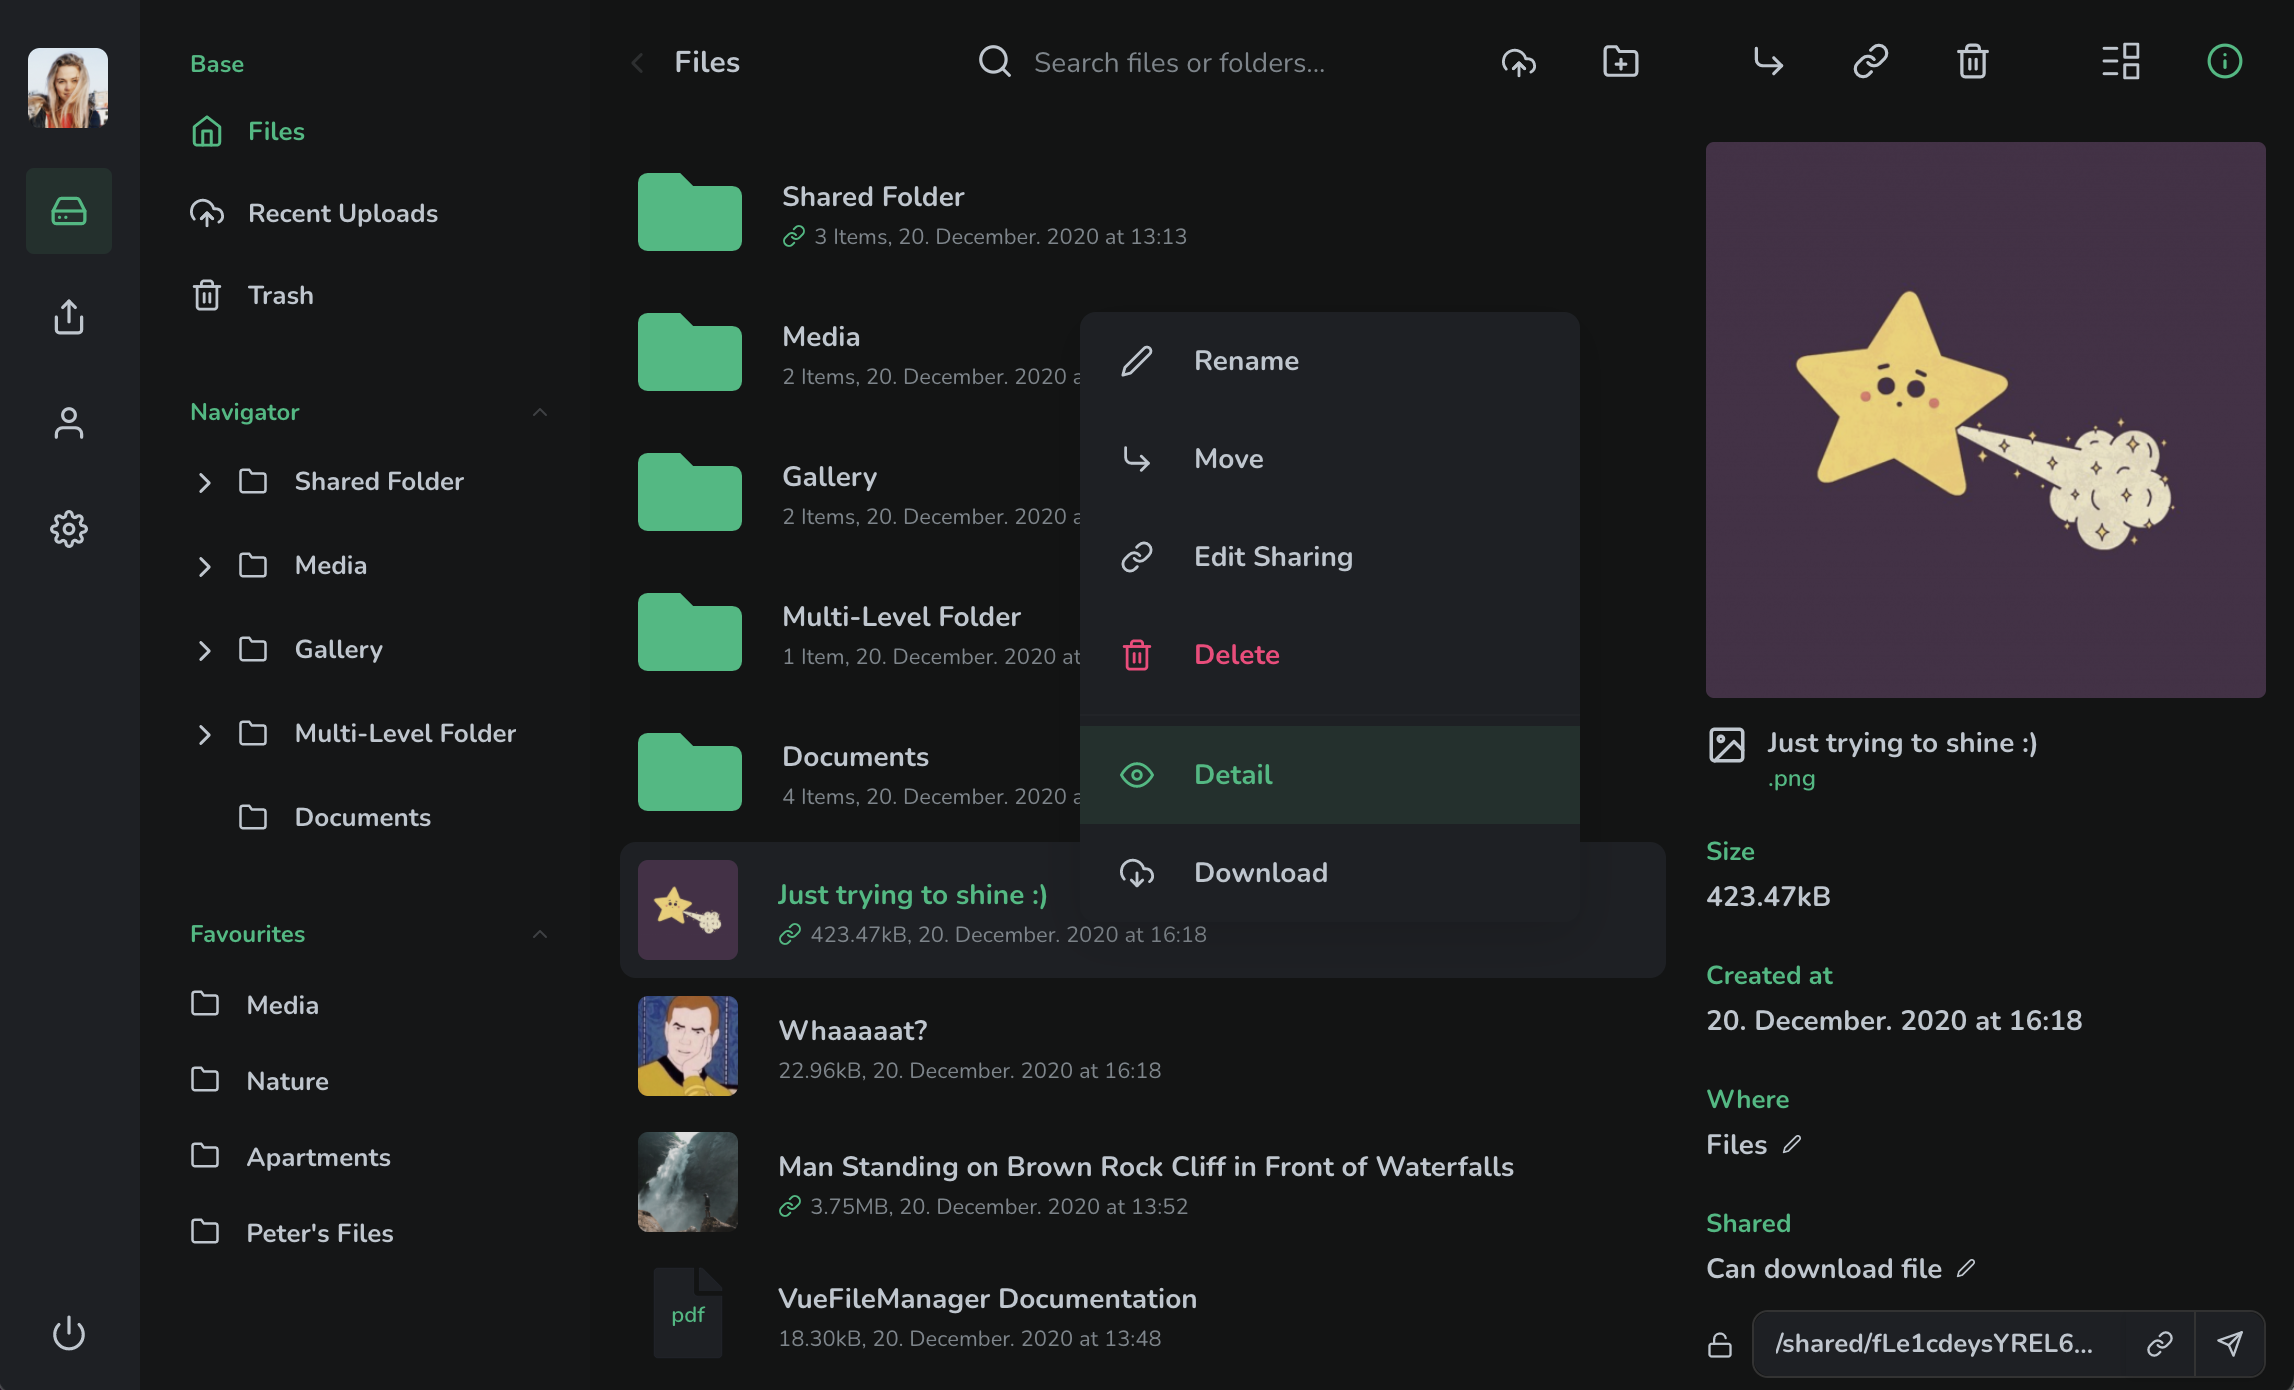 Base
Files
Recent Uploads
Trash
Navigator
Shared Folder
Media
Gallery
Multi-Level Folder
Documents
Favourites
Media
Nature
Apartments
Peter's Files
Files
Search files or folders...
Shared Folder
3 Items, 20. December. 2020 at 13:13
Media
2 Items, 20. December. 2020 a
Gallery
2 Items, 20. December. 2020 a
Multi-Level Folder
1 Item, 20. December. 2020 at
Documents
4 Items, 20. December. 2020 a
Just trying to shine :)
423.47kB, 20. December. 2020 at 16:18
Whaaaaat?
22.96kB, 20. December. 2020 at 16:18
Man Standing on Brown Rock Cliff in Front of Waterfalls
3.75MB, 20. December. 2020 at 13:52
pdf
VueFileManager Documentation
18.30kB, 20. December. 2020 at 13:48
Rename
Move
Edit Sharing
Delete
Detail
Download
Just trying to shine :)
.png
Size
423.47kB
Created at
20. December. 2020 at 16:18
Where
Files
Shared
Can download file
/shared/fLe1cdeysYREL6...